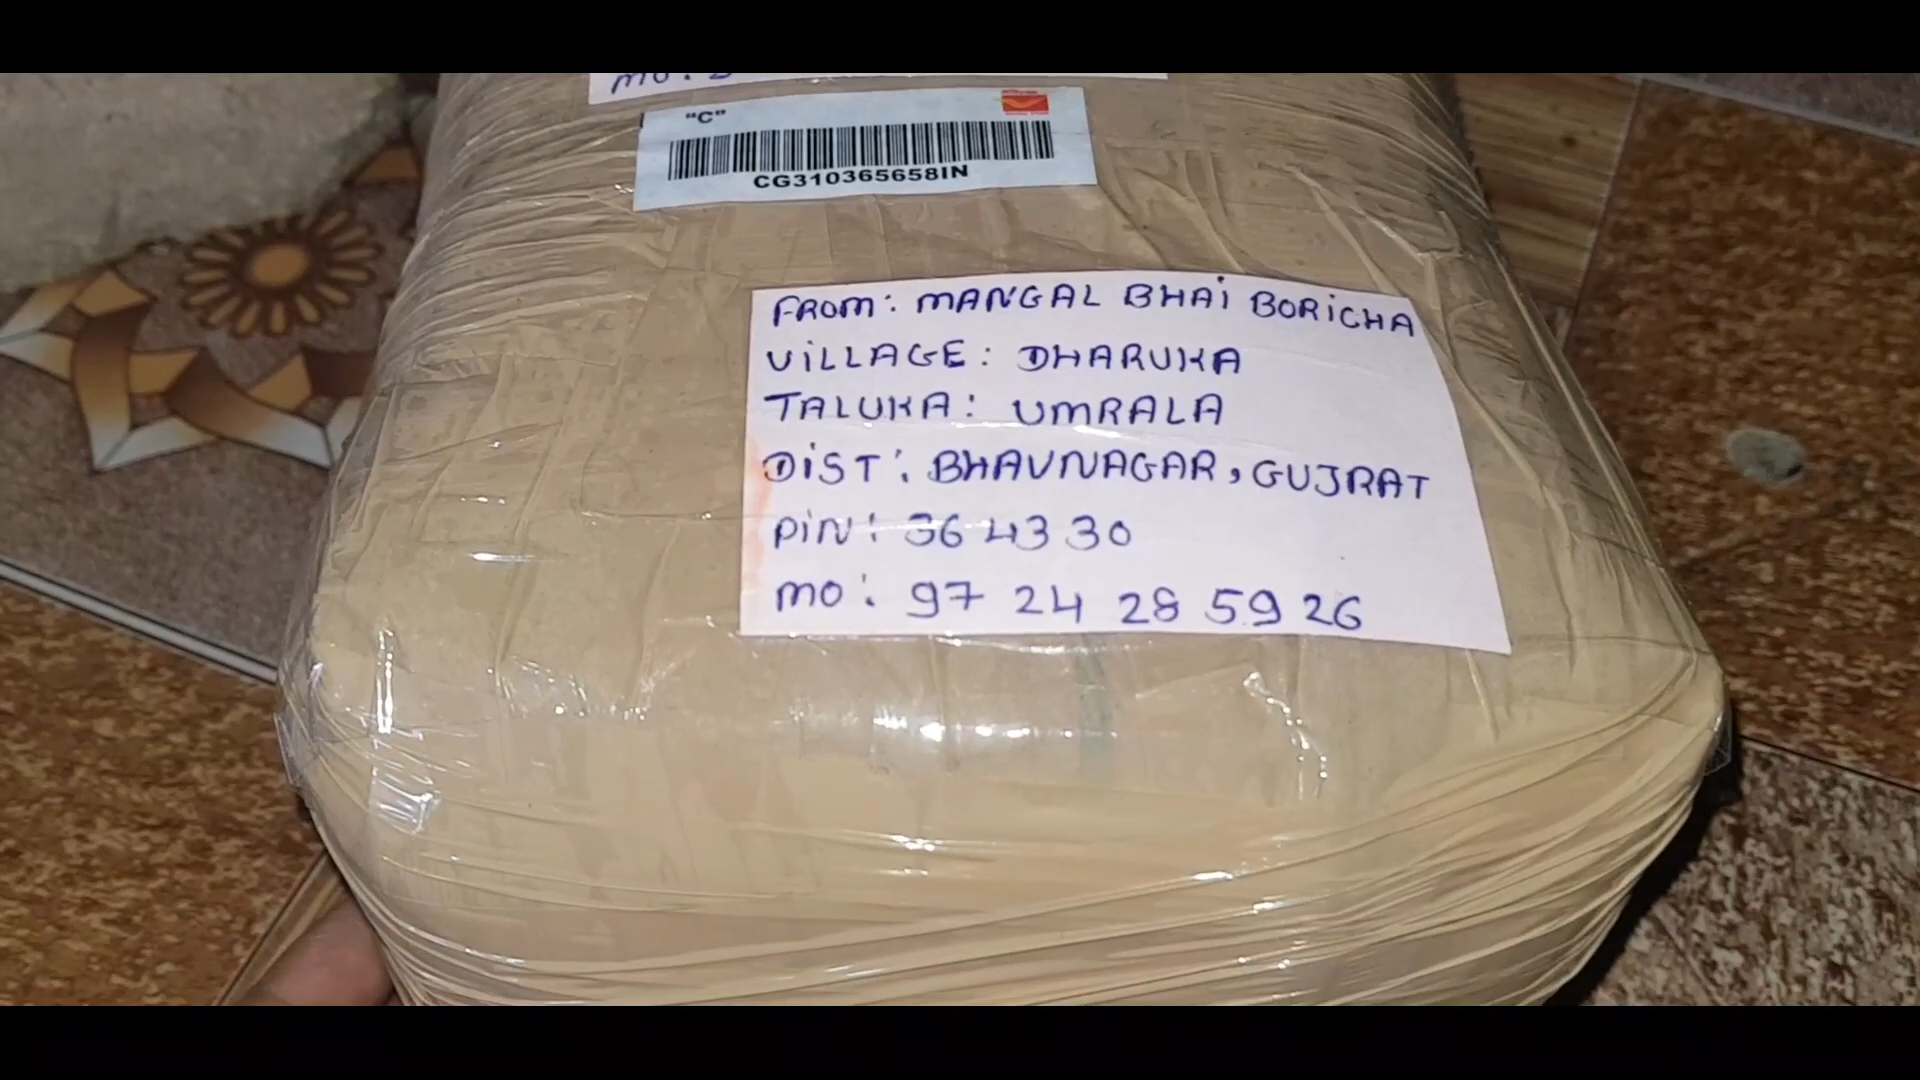 mo:
"C"
CG310365658IN
FROM: MANGAL BHAI BORICHA
VILLAGE: DHARUKA
TALUKA: UMRALA
DIST: BHAVNAGAR, GUJRAT
PIN: 364330
mo: 97 24 28 59 26